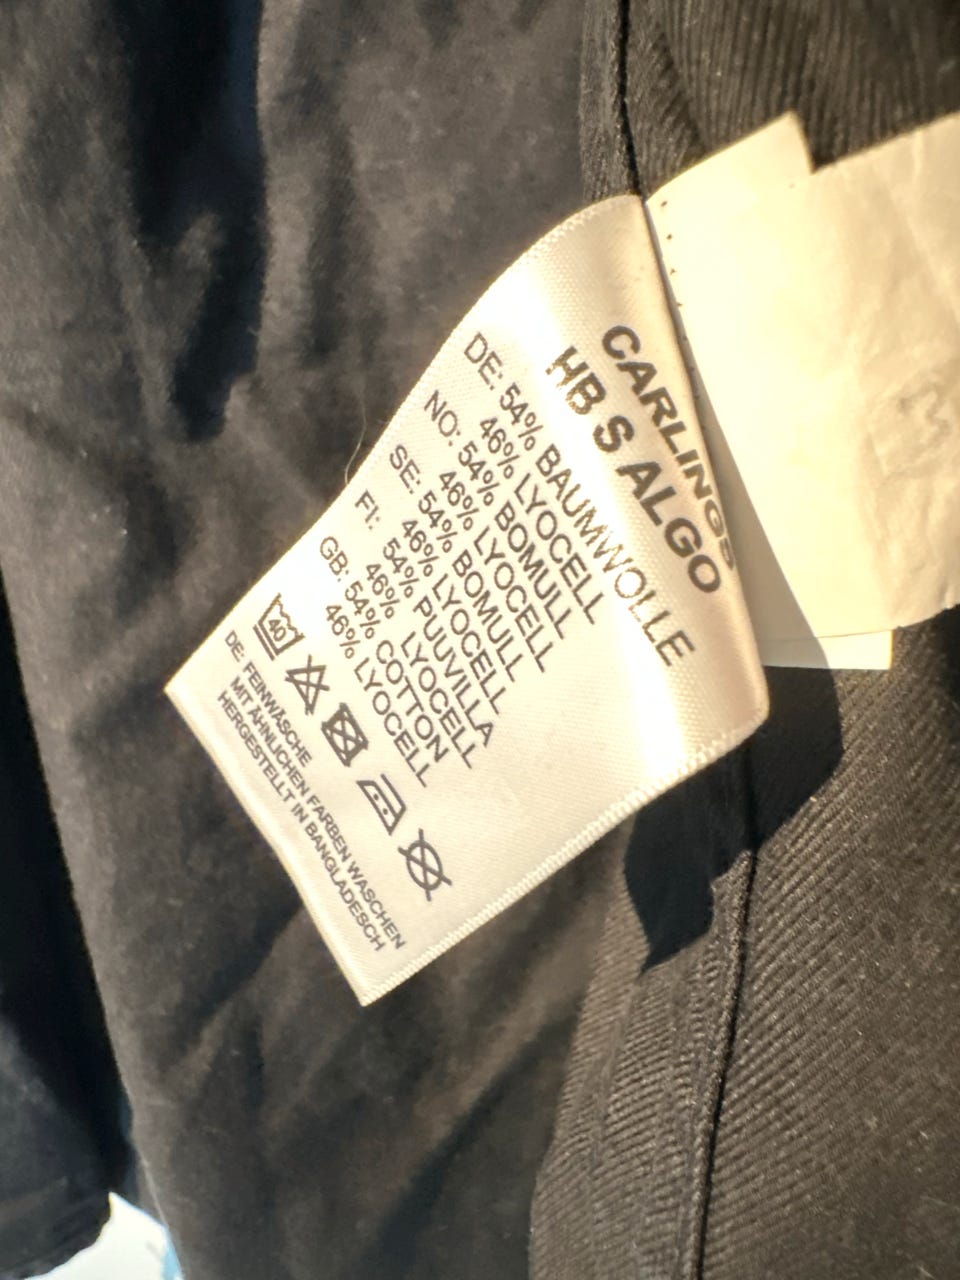 CARLINGS
HB S ALGO
DE: 54% BAUMWOLLE
46% LYOCELL
NO: 54% BOMULL
46% LYOCELL
SE: 54% BOMULL
46% LYOCELL
FI: 54% PUUVILLA
46% LYOCELL
GB: 54% COTTON
46% LYOCELL
40
DE: FEINWÄSCHE
MIT ÄHNLICHEN FARBEN WASCHEN
HERGESTELLT IN BANGLADESCH